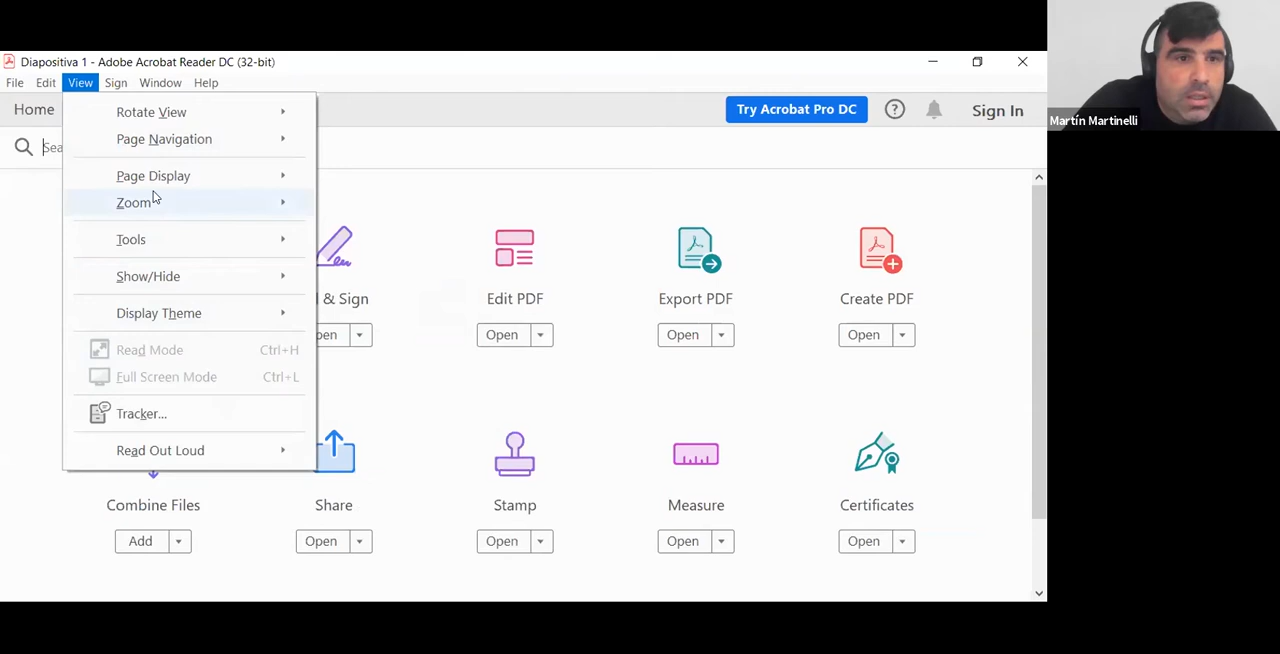 Diapositiva 1 - Adobe Acrobat Reader DC (32-bit)
File Edit View Sign Window Help
Home
Try Acrobat Pro DC
?
Sign In
Sea
Rotate View
Page Navigation
Page Display
Zoom
Tools
Show/Hide
Display Theme
Read Mode Ctrl+H
Full Screen Mode Ctrl+L
Tracker...
Read Out Loud
l & Sign
Edit PDF
Export PDF
Create PDF
pen
Open
Open
Open
Combine Files
Share
Stamp
Measure
Certificates
Add
Open
Open
Open
Open
Martín Martinelli